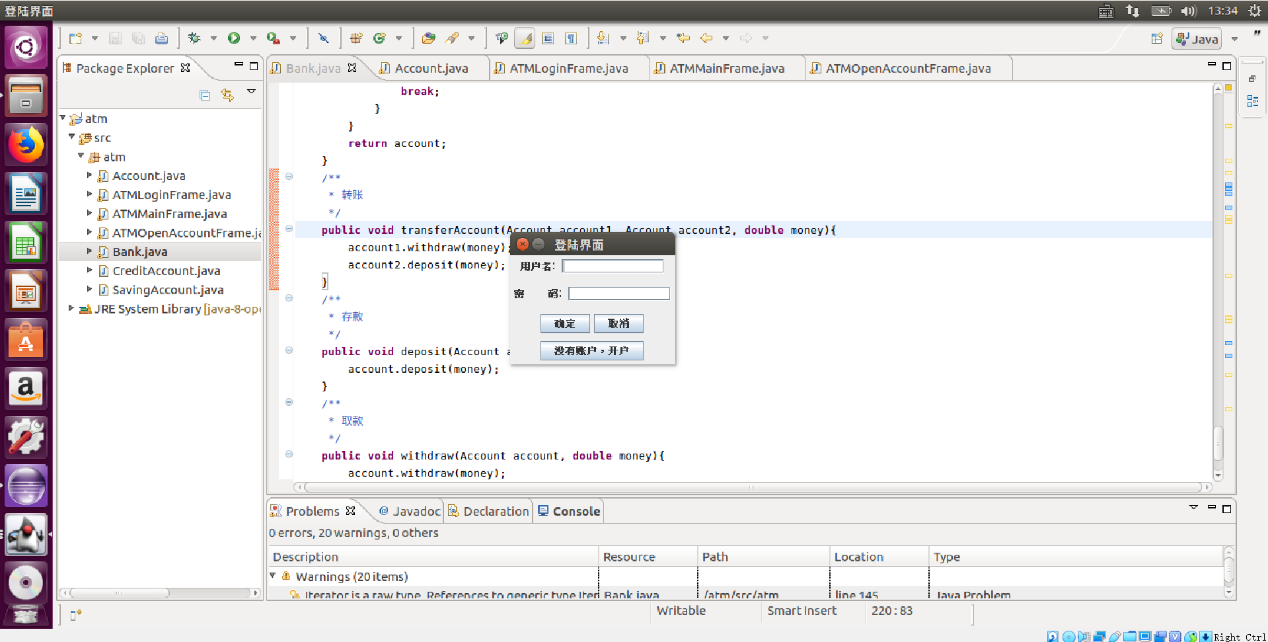 登陆界面
13:34
Java
Package Explorer
Bank.java
Account.java
ATMLoginFrame.java
ATMMainFrame.java
ATMOpenAccountFrame.java
atm
src
atm
Account.java
ATMLoginFrame.java
ATMMainFrame.java
ATMOpenAccountFrame.ja
Bank.java
CreditAccount.java
SavingAccount.java
JRE System Library [java-8-ope
break;
}
}
return account;
}
/**
* 转账
*/
public void transferAccount(Account account1, Account account2, double money){
account1.withdraw(money);
account2.deposit(money);
}
/**
* 存款
*/
public void deposit(Account a
account.deposit(money);
}
/**
* 取款
*/
public void withdraw(Account account, double money){
account.withdraw(money);
登陆界面
用户名:
密 码:
确定
取消
没有账户，开户
Problems
Javadoc
Declaration
Console
0 errors, 20 warnings, 0 others
Description
Resource
Path
Location
Type
Warnings (20 items)
Iterator is a raw type. References to generic type Iter
Bank.java
/atm/src/atm
line 145
Java Problem
Writable
Smart Insert
220 : 83
Right Ctrl